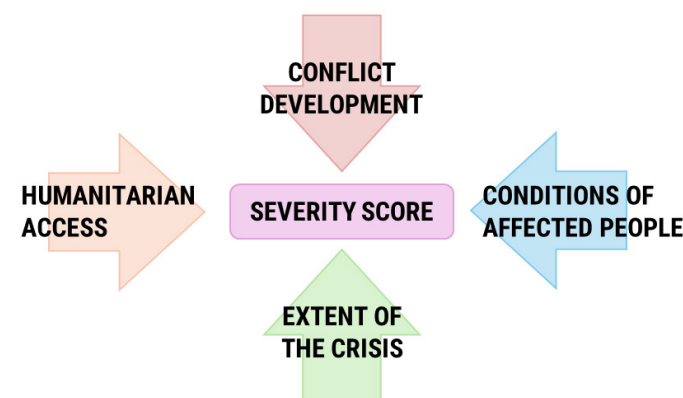 CONFLICT
DEVELOPMENT
HUMANITARIAN
ACCESS
SEVERITY SCORE
CONDITIONS OF
AFFECTED PEOPLE
EXTENT OF
THE CRISIS